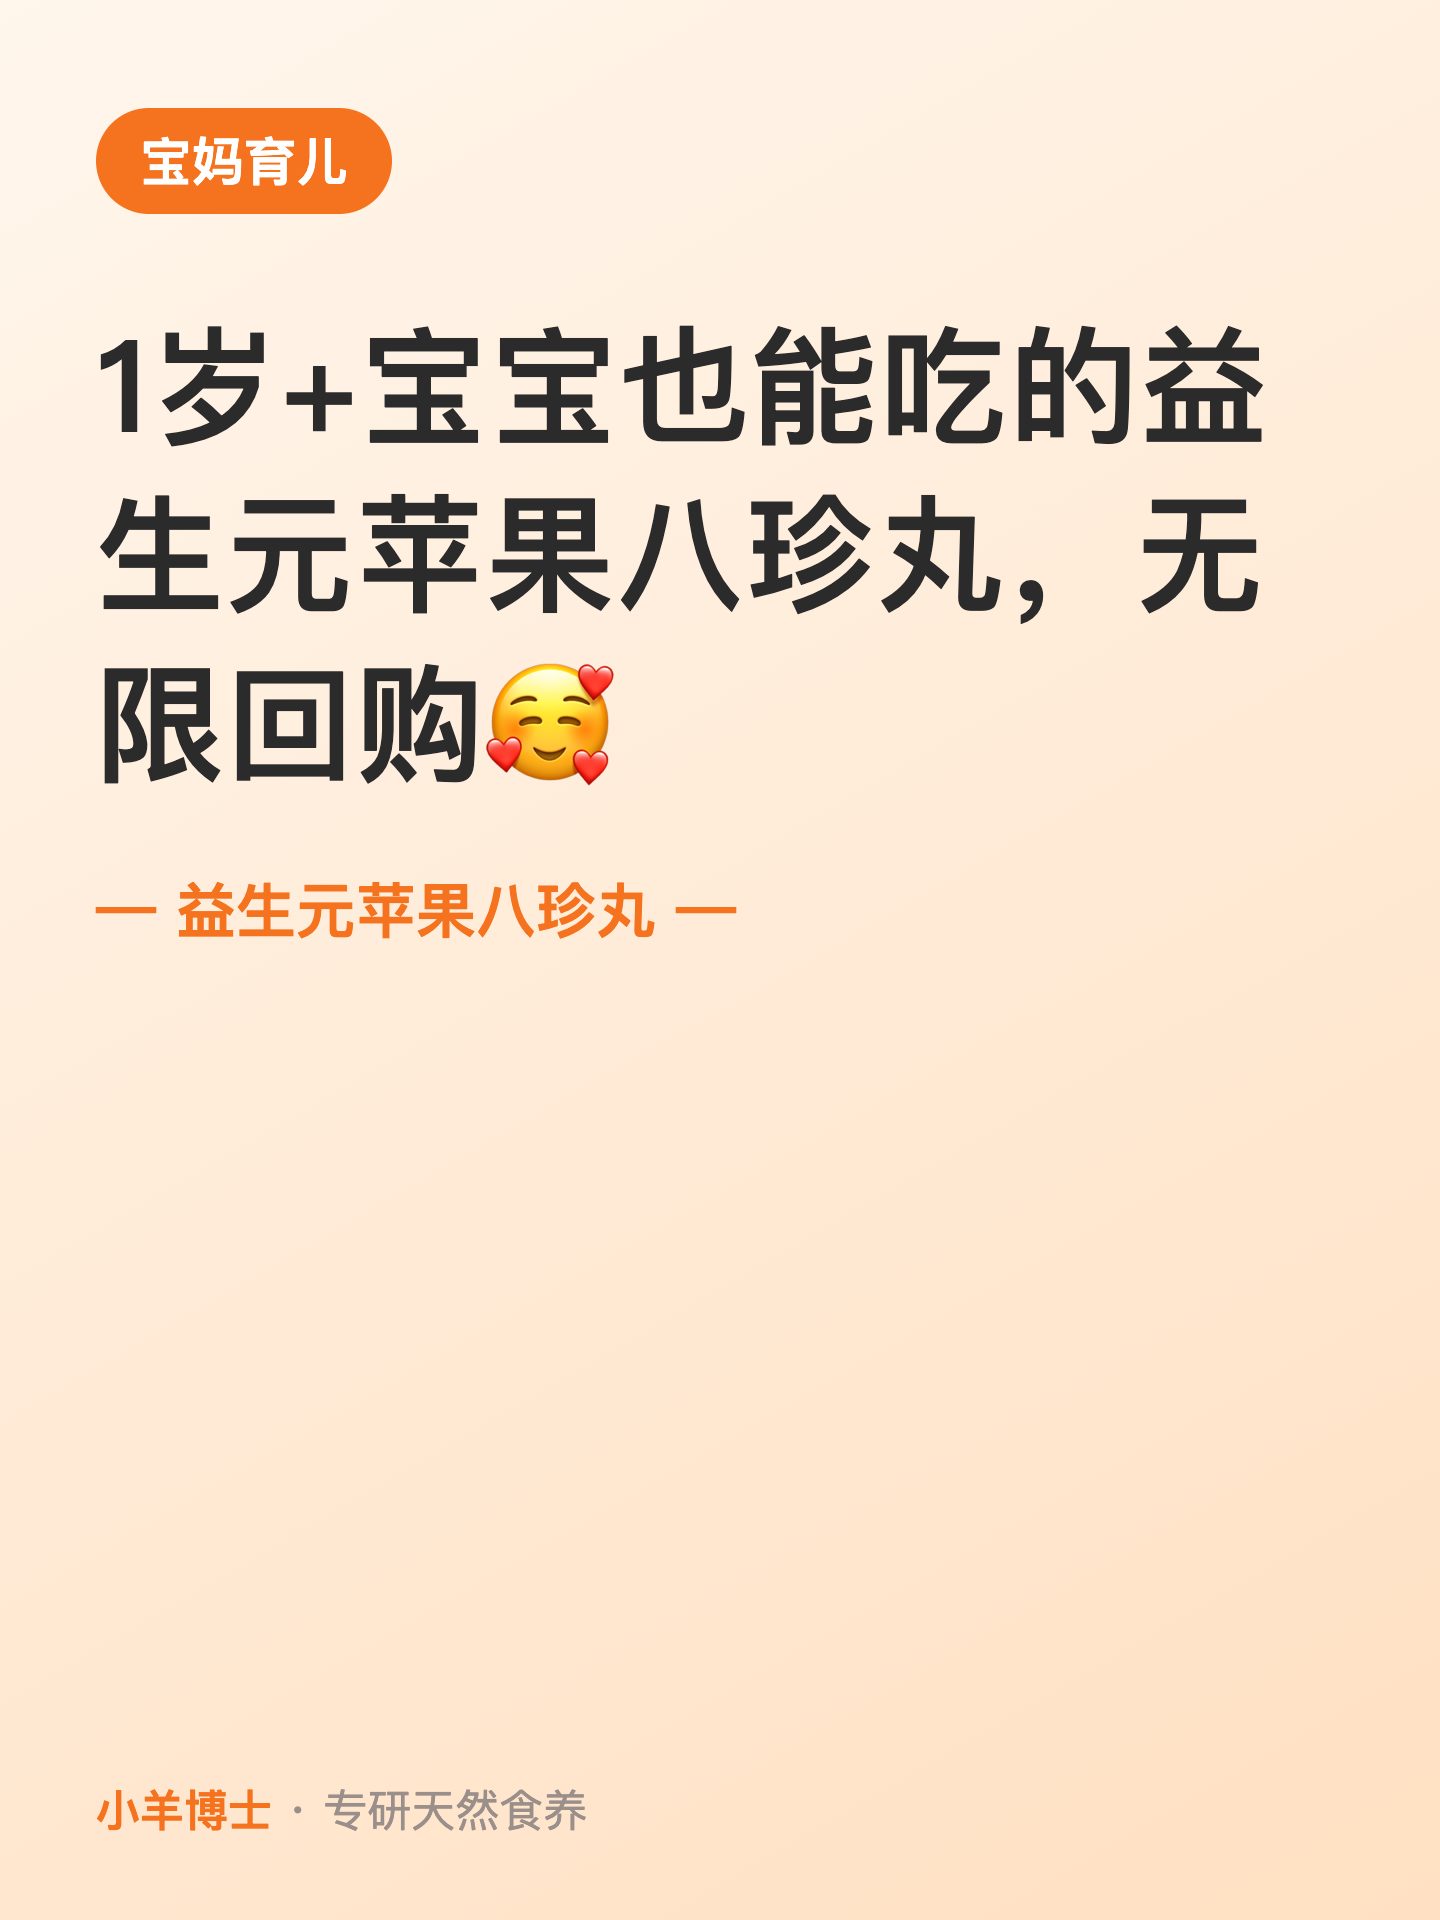 宝妈育儿
1岁+宝宝也能吃的益
生元苹果八珍丸，无
限回购🥰
— 益生元苹果八珍丸 —
小羊博士 · 专研天然食养